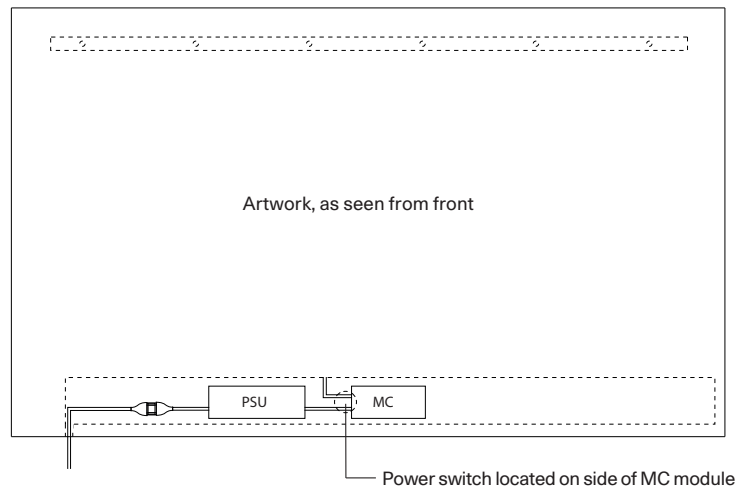 Artwork, as seen from front
PSU
MC
Power switch located on side of MC module